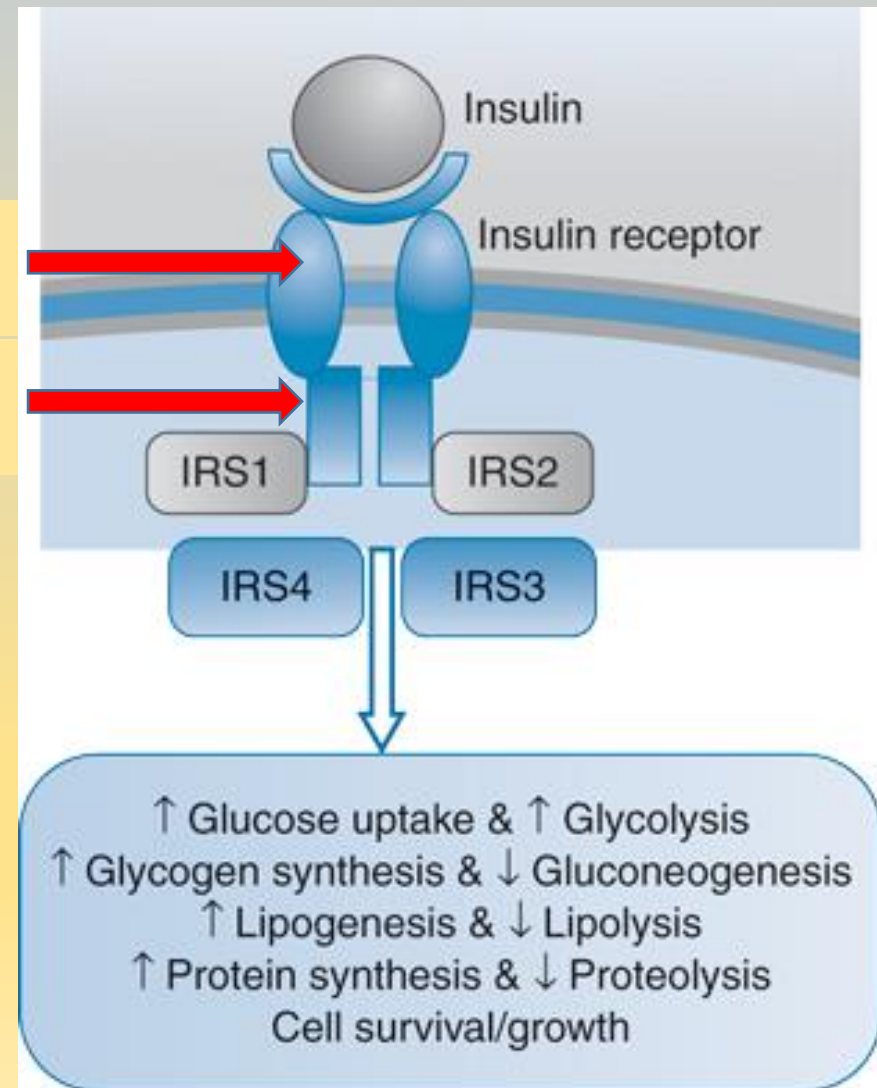 Insulin
Insulin receptor
IRS1
IRS2
IRS4
IRS3
↑ Glucose uptake & ↑ Glycolysis
↑ Glycogen synthesis & ↓ Gluconeogenesis
↑ Lipogenesis & ↓ Lipolysis
↑ Protein synthesis & ↓ Proteolysis
Cell survival/growth